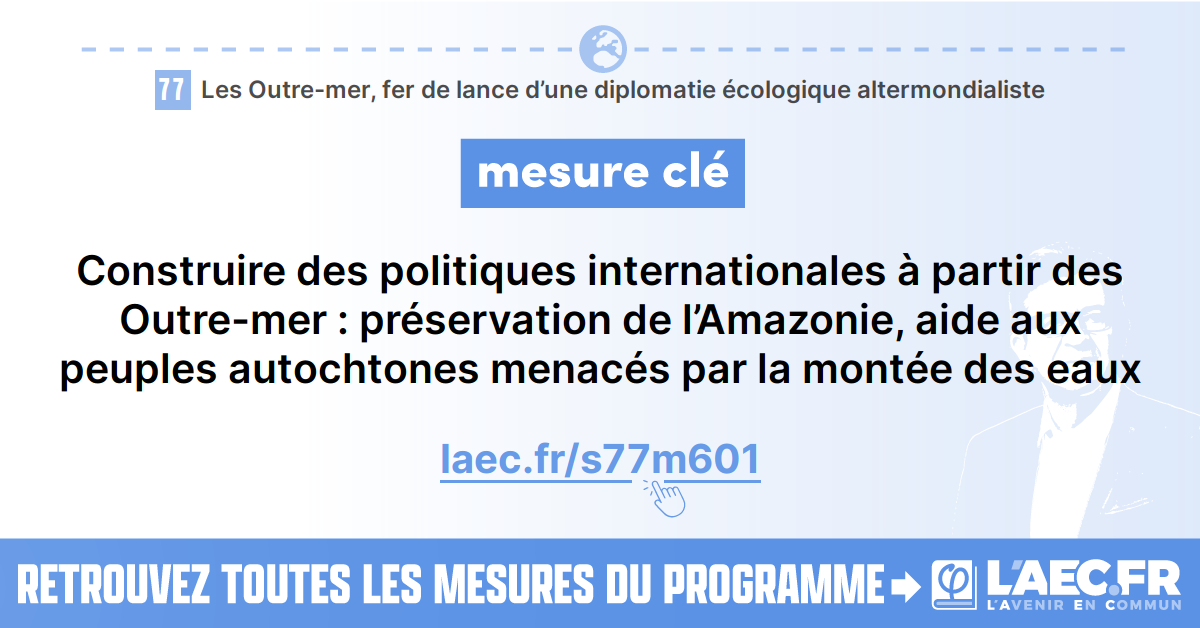 77 Les Outre-mer, fer de lance d’une diplomatie écologique altermondialiste
mesure clé
Construire des politiques internationales à partir des
Outre-mer : préservation de l’Amazonie, aide aux
peuples autochtones menacés par la montée des eaux
laec.fr/s77m601
RETROUVEZ TOUTES LES MESURES DU PROGRAMME
L'AEC.FR
L'AVENIR EN COMMUN